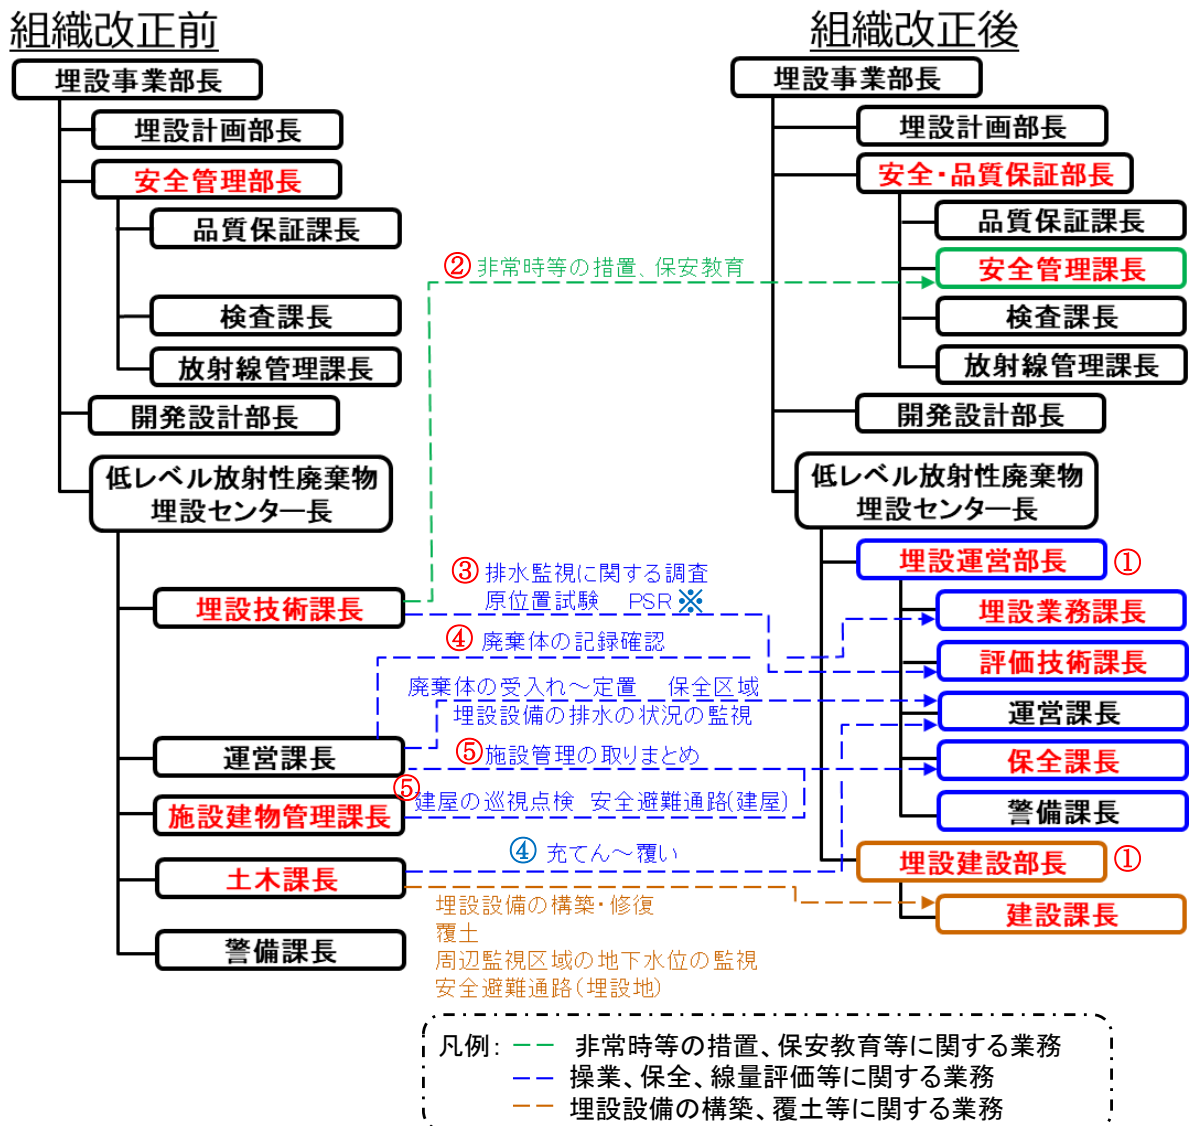 組織改正前
埋設事業部長
埋設計画部長
安全管理部長
品質保証課長
検査課長
放射線管理課長
開発設計部長
低レベル放射性廃棄物
埋設センター長
埋設技術課長
運営課長
施設建物管理課長
土木課長
警備課長
②非常時等の措置、保安教育
③排水監視に関する調査
原位置試験 PSR※
④廃棄体の記録確認
廃棄体の受入れ～定置 保全区域
埋設設備の排水の状況の監視
⑤施設管理の取りまとめ
⑤建屋の巡視点検 安全避難通路(建屋)
④充てん～覆い
埋設設備の構築・修復
覆土
周辺監視区域の地下水位の監視
安全避難通路(埋設地)
組織改正後
埋設事業部長
埋設計画部長
安全・品質保証部長
品質保証課長
安全管理課長
検査課長
放射線管理課長
開発設計部長
低レベル放射性廃棄物
埋設センター長
埋設運営部長 ①
埋設業務課長
評価技術課長
運営課長
保全課長
警備課長
埋設建設部長 ①
建設課長
凡例： 非常時等の措置、保安教育等に関する業務
操業、保全、線量評価等に関する業務
埋設設備の構築、覆土等に関する業務